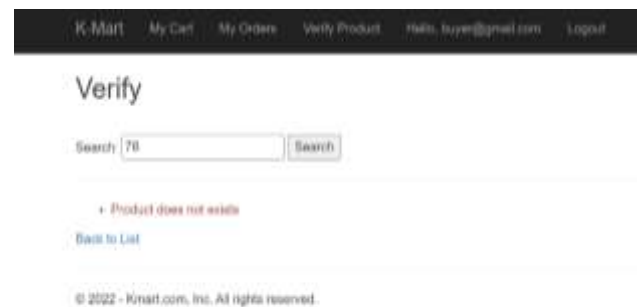 K-Mart My Cart My Orders Verify Product Hello, buyer@gmail.com Logout
Verify
Search 76 Search
Product does not exists
Back to List
© 2022 - Kmart.com, Inc. All rights reserved.